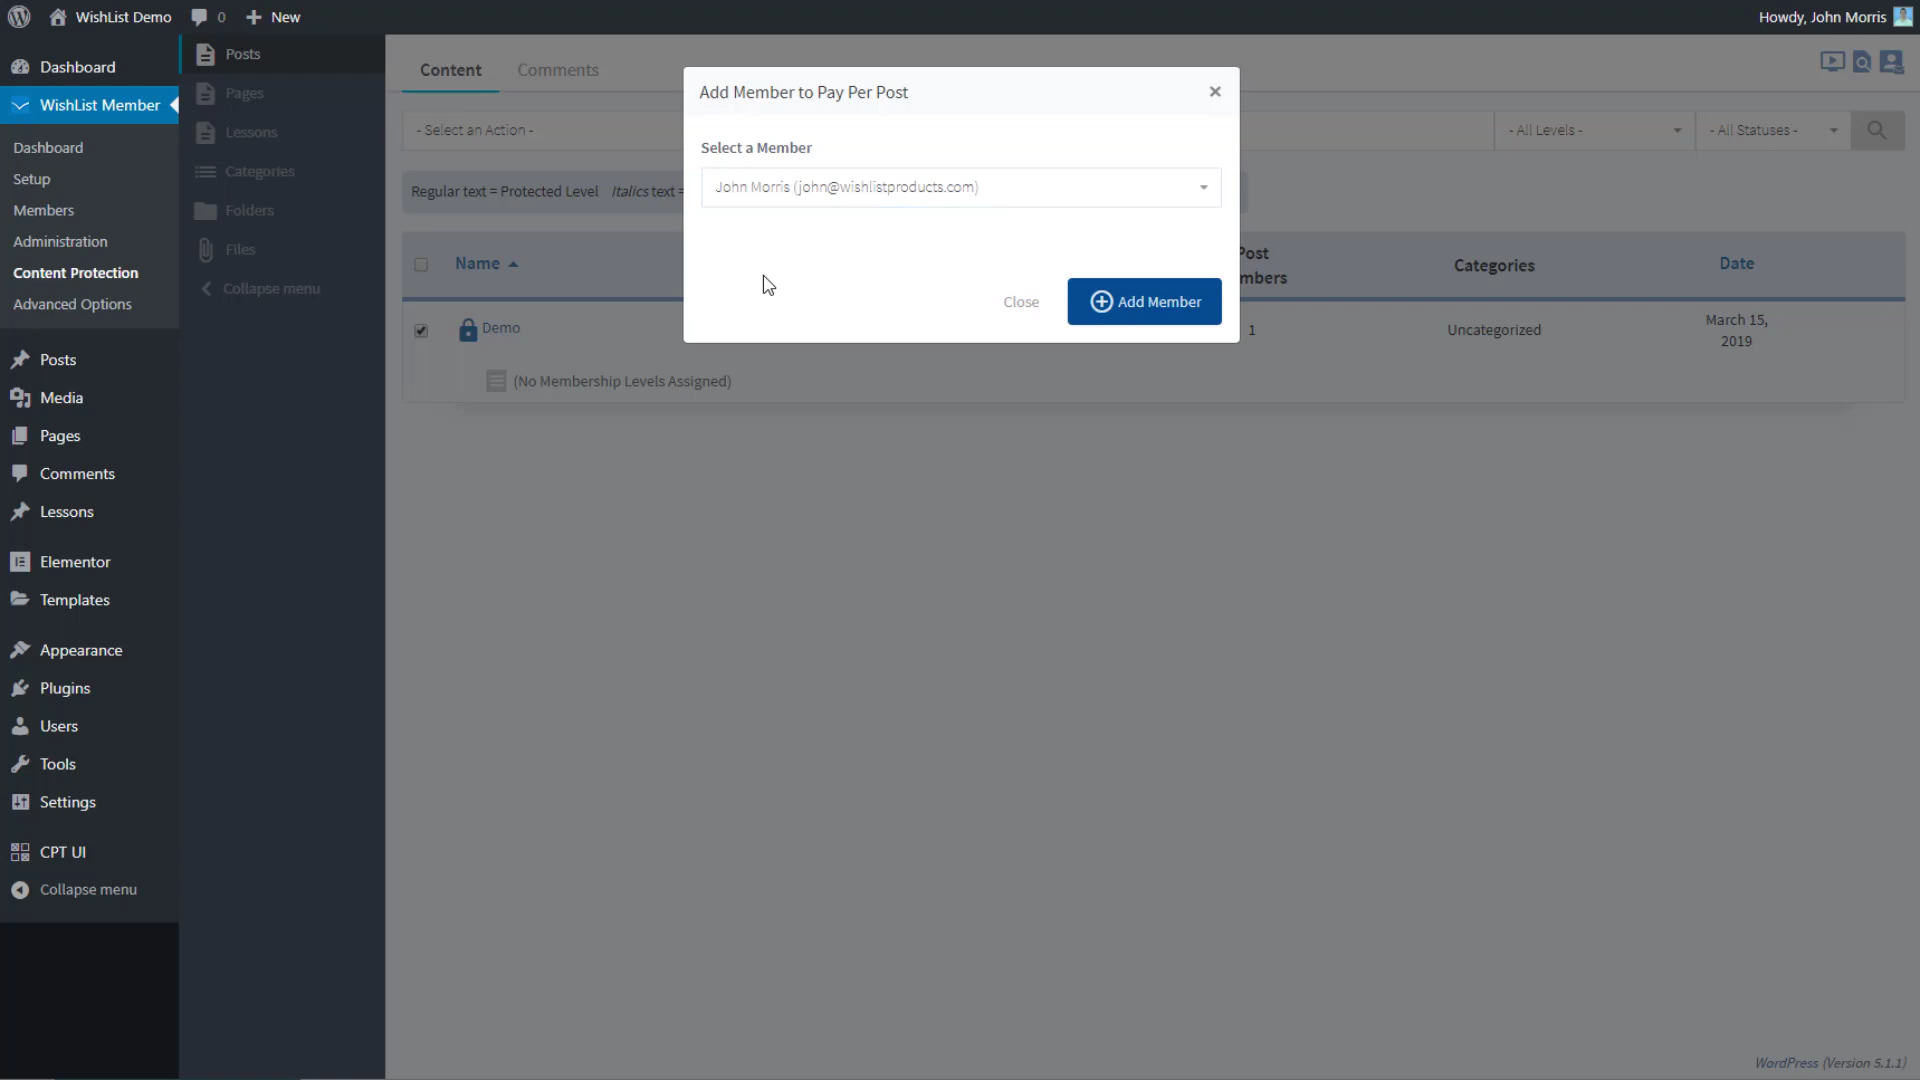 WishList Demo
0
New
Howdy, John Morris
Dashboard
WishList Member
Dashboard
Setup
Members
Administration
Content Protection
Advanced Options
Posts
Media
Pages
Comments
Lessons
Elementor
Templates
Appearance
Plugins
Users
Tools
Settings
CPT UI
Collapse menu
Posts
Pages
Lessons
Categories
Folders
Files
Collapse menu
Content
Comments
- Select an Action -
- All Levels -
- All Statuses -
Regular text = Protected Level Italics text =
Name
Post
mbers
Categories
Date
Demo
1
Uncategorized
March 15,
2019
(No Membership Levels Assigned)
Add Member to Pay Per Post
×
Select a Member
John Morris (john@wishlistproducts.com)
Close
Add Member
WordPress (Version 5.1.1)